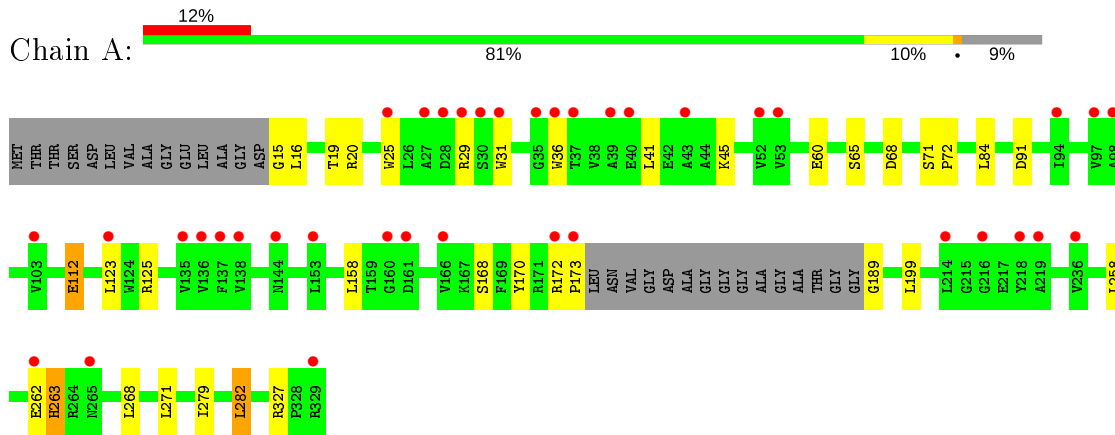 12%
Chain A:
81% 10% • 9%
MET THR THR SER ASP LEU VAL ALA GLY GLU LEU ALA GLY ASP G15 L16 T19 R20 W25 L26 A27 D28 R29 S30 W31 G35 W36 T37 V38 A39 E40 L41 E42 A43 A44 K45 V52 V53 E60 S65 D68 S71 P72 L84 D91 I94 V97 A98
V103 E112 L123 W124 R125 V135 V136 F137 V138 N144 L153 L158 T159 G160 D161 V166 K167 S168 F169 Y170 R171 R172 P173 LEU ASN VAL GLY ASP ALA GLY GLY GLY ALA GLY ALA THR GLY GLY G189 L199 L214 G215 G216 E217 Y218 A219 V236 L258
E262 H263 R264 N265 L268 L271 I279 L282 R327 P328 R329